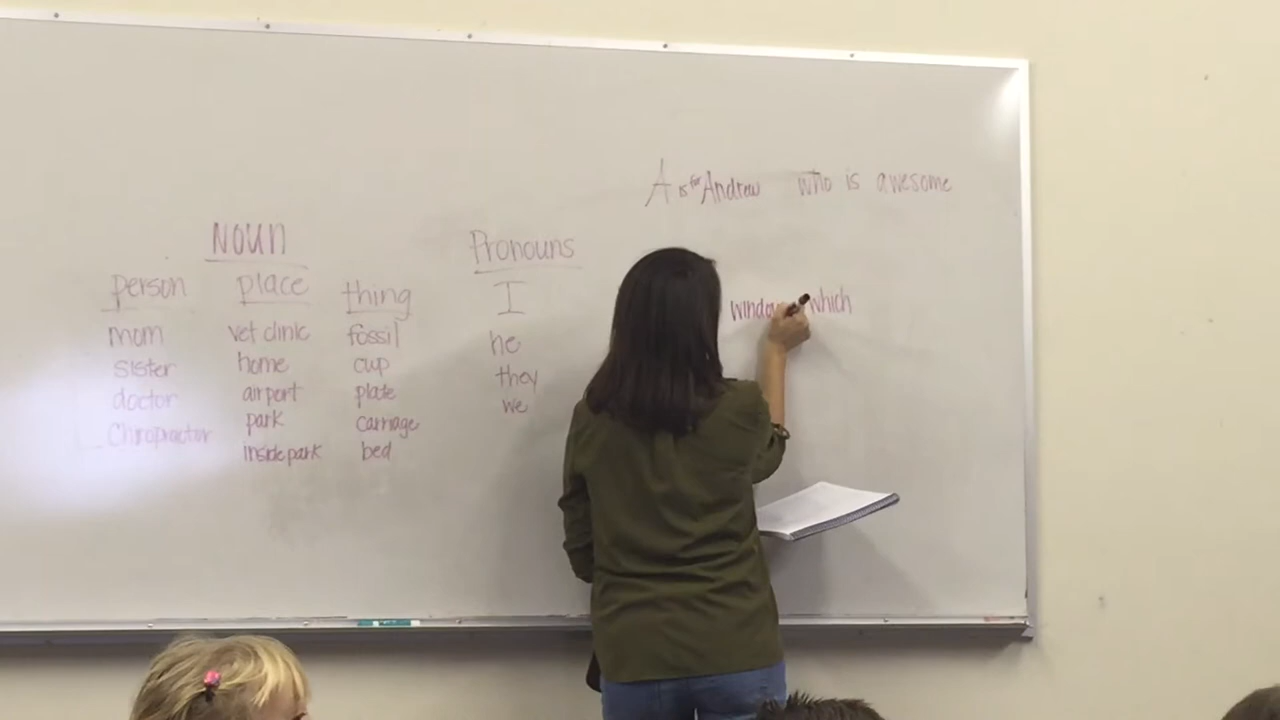 A is for Andrew who is awesome
NOUN
person place thing
mom vet clinic fossil
sister home cup
doctor airport plate
Chiropractor park carriage
inside park bed
Pronouns
I
he
they
we
which